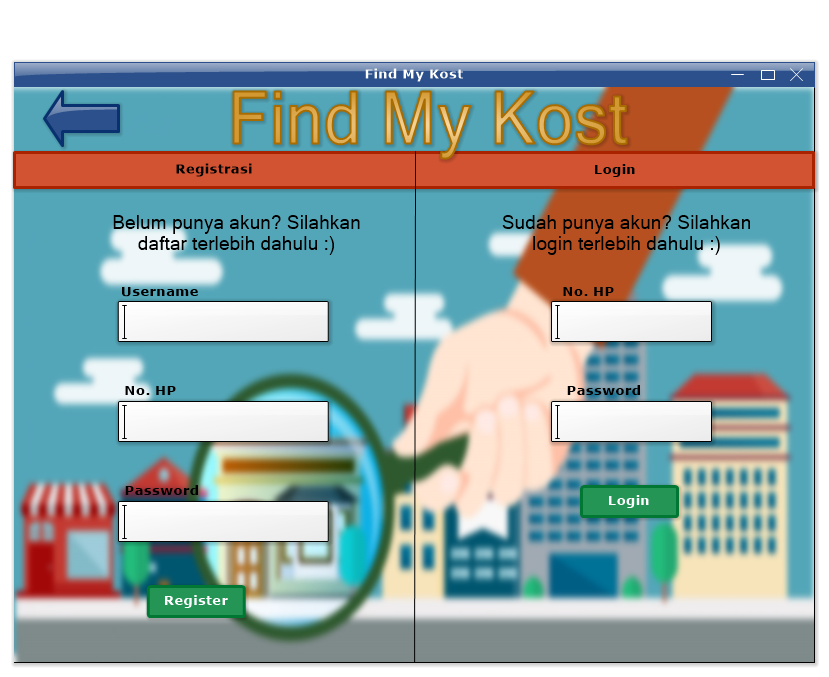 Find My Kost
Find My Kost
Registrasi
Login
Belum punya akun? Silahkan
daftar terlebih dahulu :)
Username
No. HP
Password
Register
Sudah punya akun? Silahkan
login terlebih dahulu :)
No. HP
Password
Login